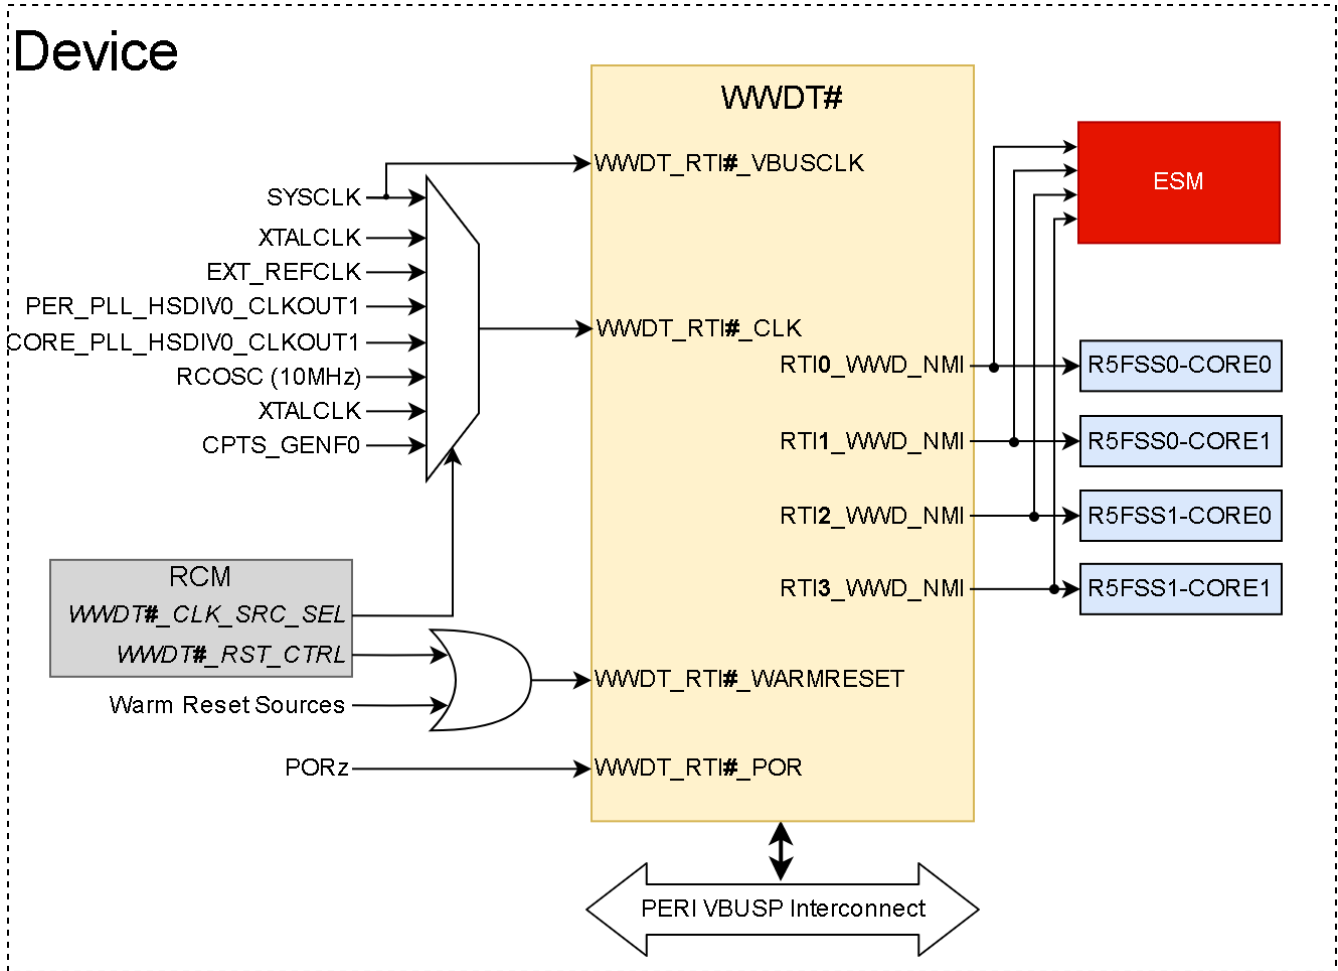 Device
WWDT#
WWDT_RTI#_VBUSCLK
ESM
SYSCLK
XTALCLK
EXT_REFCLK
PER_PLL_HSDIV0_CLKOUT1
CORE_PLL_HSDIV0_CLKOUT1
RCOSC (10MHz)
XTALCLK
CPTS_GENF0
WWDT_RTI#_CLK
RTI0_WWD_NMI
R5FSS0-CORE0
RTI1_WWD_NMI
R5FSS0-CORE1
RTI2_WWD_NMI
R5FSS1-CORE0
RTI3_WWD_NMI
R5FSS1-CORE1
RCM
WWDT#_CLK_SRC_SEL
WWDT#_RST_CTRL
Warm Reset Sources
WWDT_RTI#_WARMRESET
PORz
WWDT_RTI#_POR
PERI VBUSP Interconnect